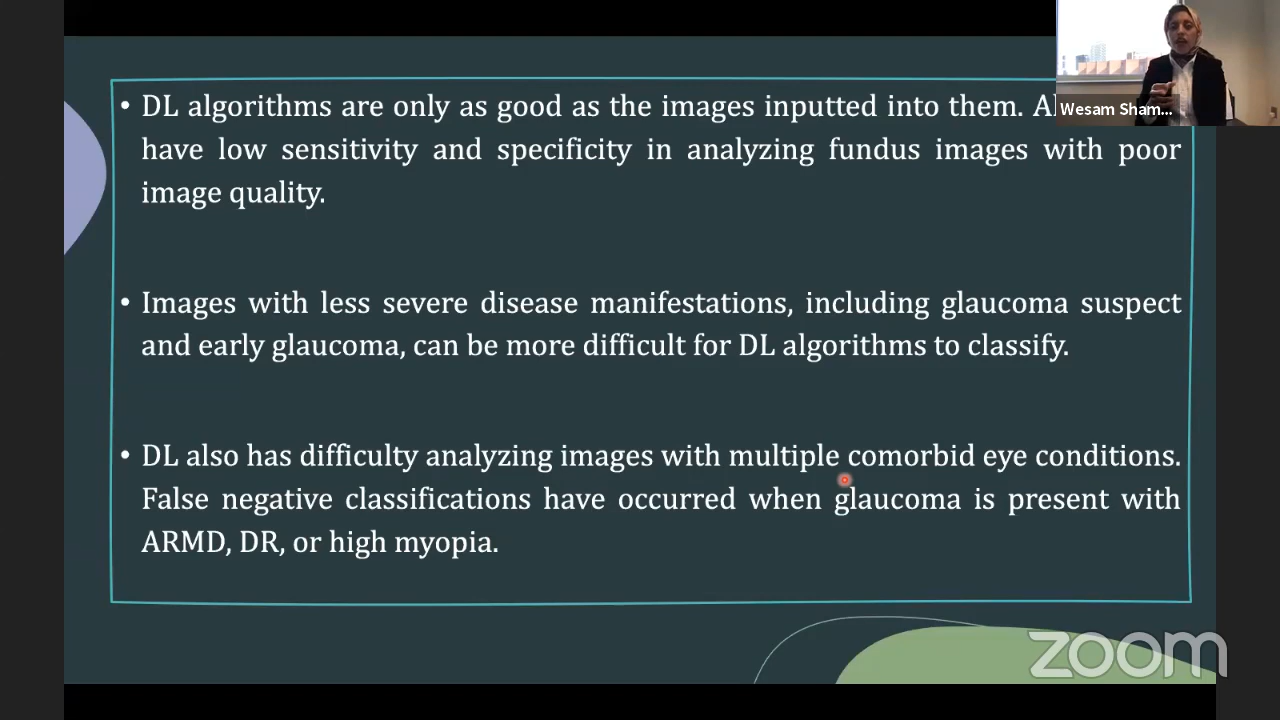 • DL algorithms are only as good as the images inputted into them.
have low sensitivity and specificity in analyzing fundus images with poor
image quality.
• Images with less severe disease manifestations, including glaucoma suspect
and early glaucoma, can be more difficult for DL algorithms to classify.
• DL also has difficulty analyzing images with multiple comorbid eye conditions.
False negative classifications have occurred when glaucoma is present with
ARMD, DR, or high myopia.
Wesam Sham...
zoom